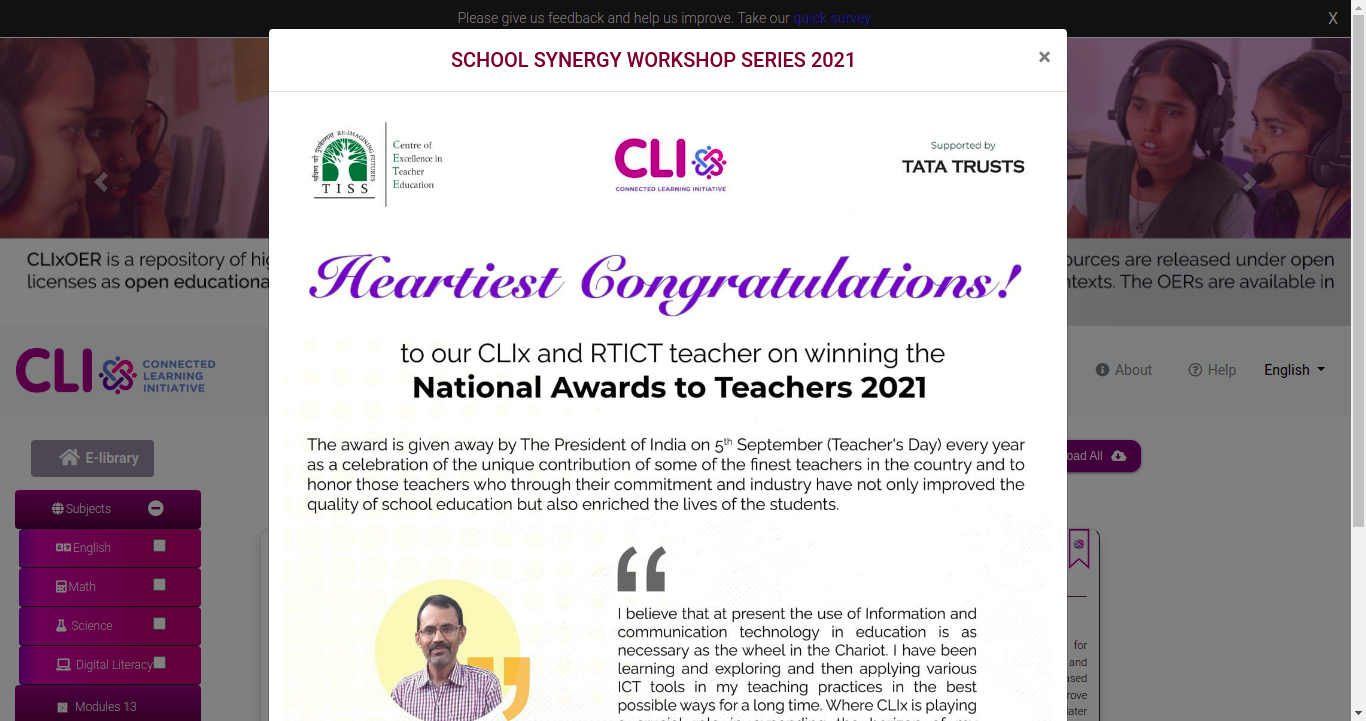 Please give us feedback and help us improve. Take our quick survey
X
SCHOOL SYNERGY WORKSHOP SERIES 2021
×
RE-IMAGINING FUTURES
TISS
Centre of
Excellence in
Teacher
Education
CLI
CONNECTED LEARNING INITIATIVE
Supported by
TATA TRUSTS
CLIxOER is a repository of
ources are released under open
licenses as open educationa
texts. The OERs are available in
Heartiest Congratulations!
to our CLIx and RTICT teacher on winning the
National Awards to Teachers 2021
CLI
CONNECTED
LEARNING
INITIATIVE
About
Help
English
The award is given away by The President of India on 5th September (Teacher's Day) every year
as a celebration of the unique contribution of some of the finest teachers in the country and to
honor those teachers who through their commitment and industry have not only improved the
quality of school education but also enriched the lives of the students.
E-library
oad All
Subjects
English
Math
Science
Digital Literacy
Modules 13
I believe that at present the use of Information and
communication technology in education is as
necessary as the wheel in the Chariot. I have been
learning and exploring and then applying various
ICT tools in my teaching practices in the best
possible ways for a long time. Where CLIx is playing
for
and
ased
rove
later